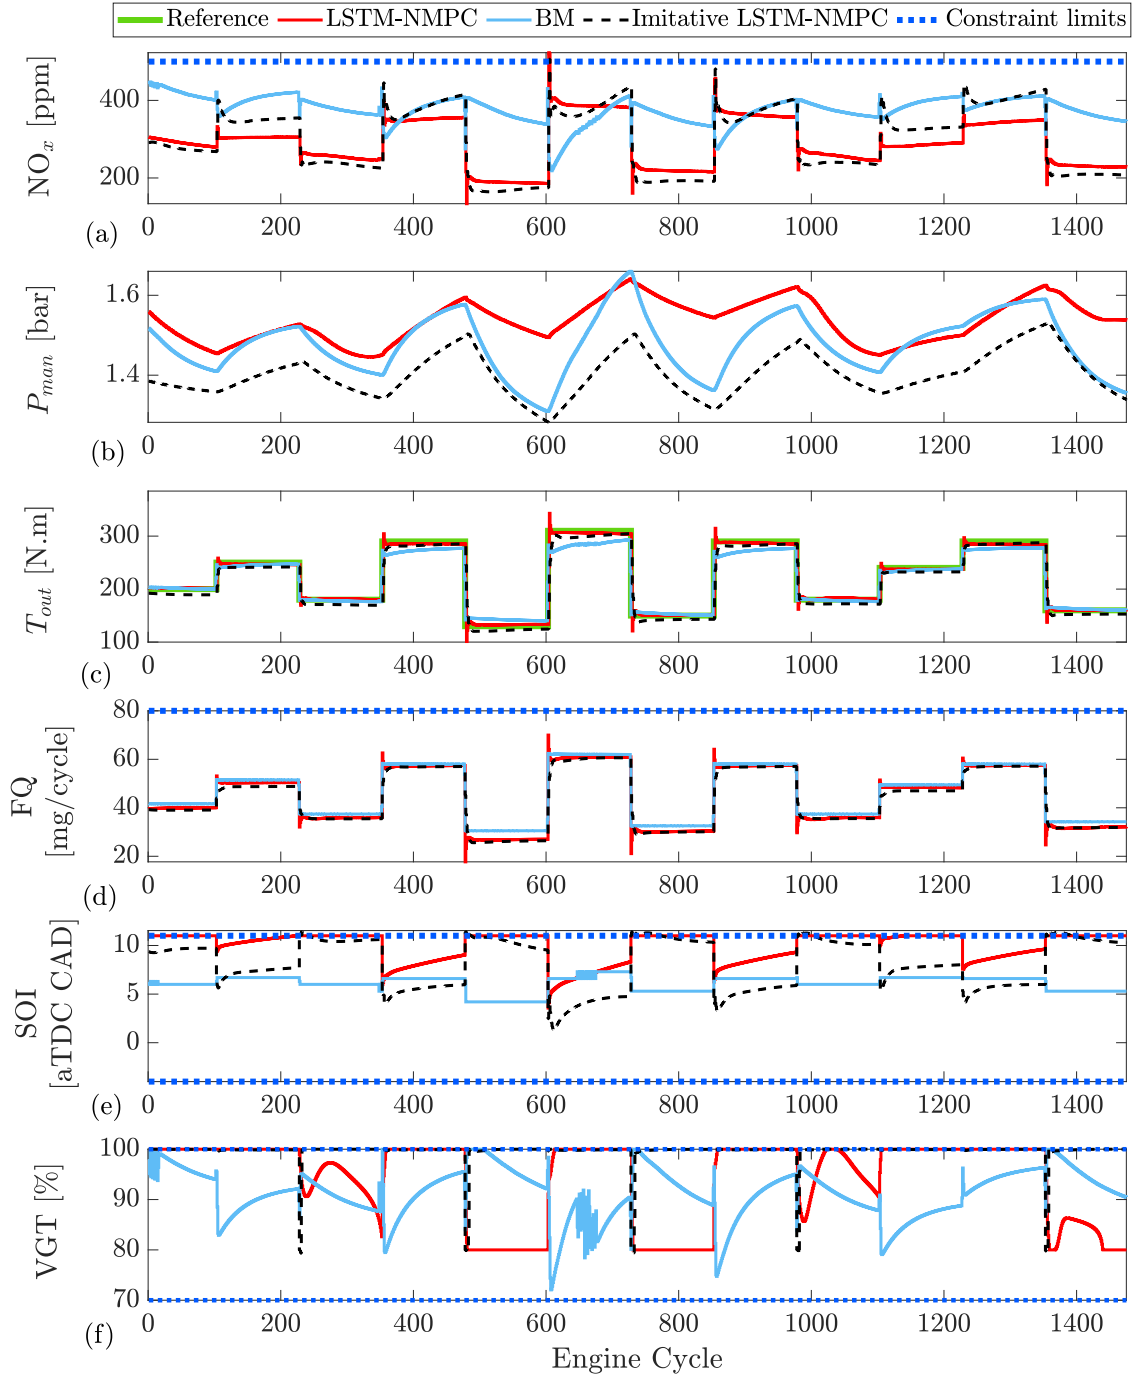 Reference LSTM-NMPC BM Imitative LSTM-NMPC Constraint limits
NOx [ppm]
400
200
0 200 400 600 800 1000 1200 1400
(a)
Pman [bar]
1.6
1.4
0 200 400 600 800 1000 1200 1400
(b)
Tout [N.m]
300
200
100
0 200 400 600 800 1000 1200 1400
(c)
FQ
[mg/cycle]
80
60
40
20
0 200 400 600 800 1000 1200 1400
(d)
SOI
[aTDC CAD]
10
5
0
0 200 400 600 800 1000 1200 1400
(e)
VGT [%]
100
90
80
70
0 200 400 600 800 1000 1200 1400
(f)
Engine Cycle